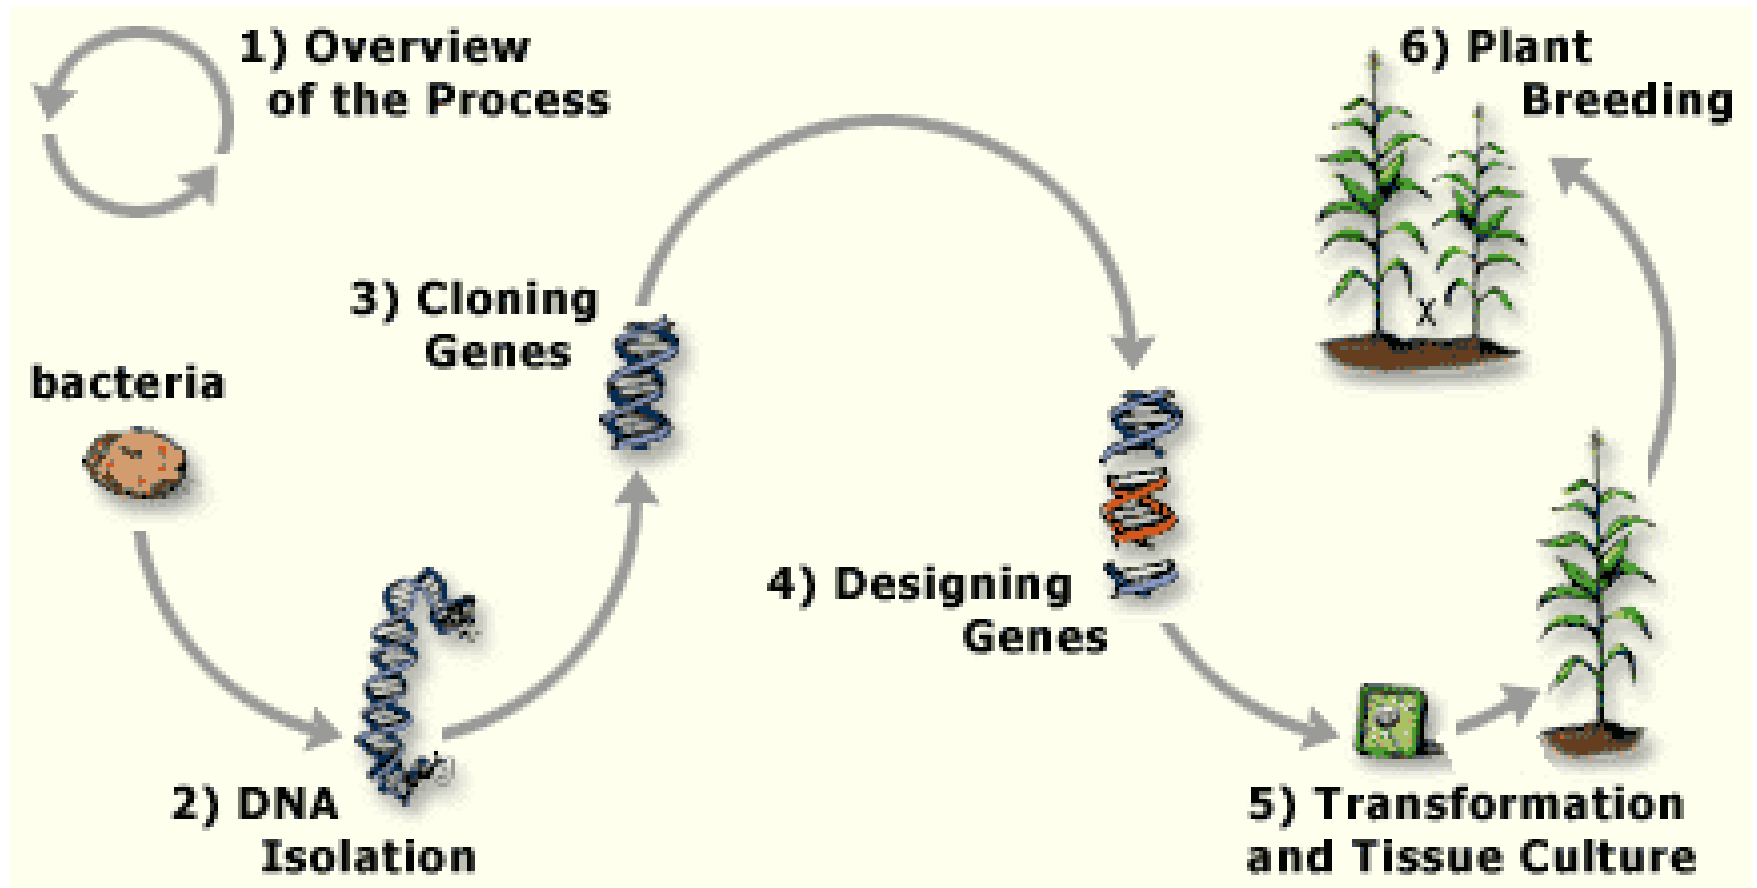 1) Overview
of the Process
bacteria
2) DNA
Isolation
3) Cloning
Genes
4) Designing
Genes
5) Transformation
and Tissue Culture
6) Plant
Breeding
X